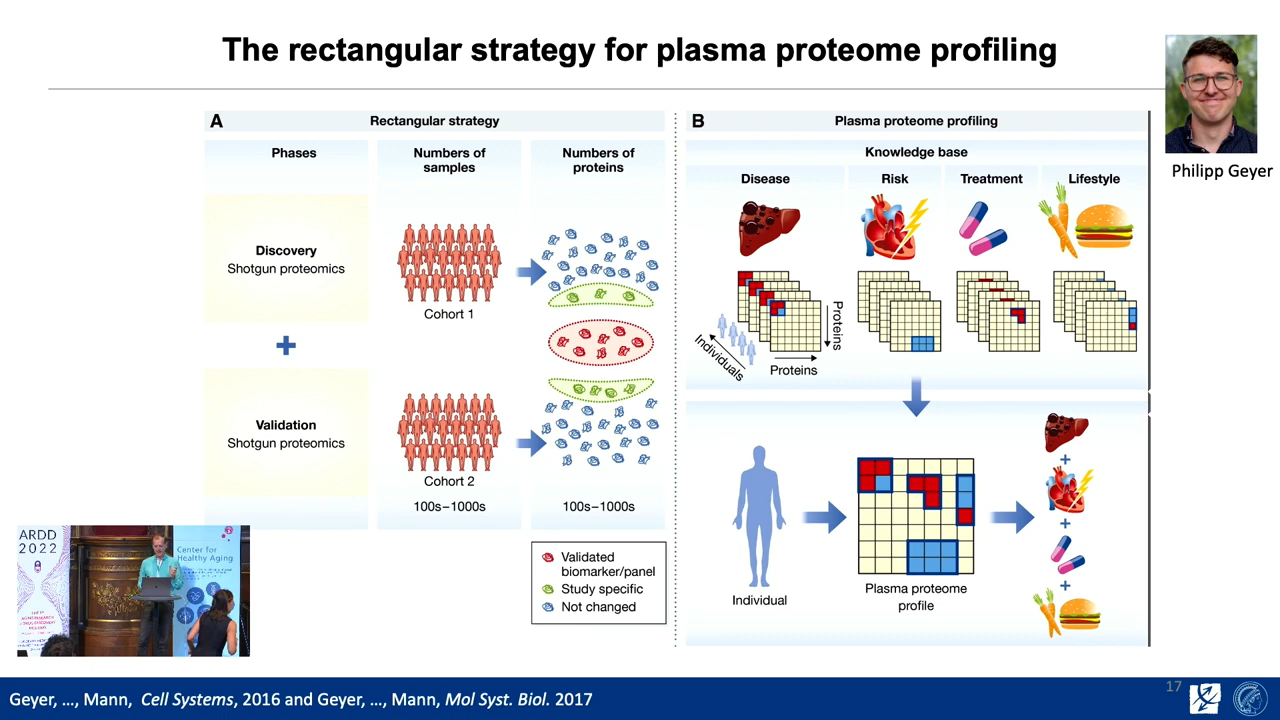 The rectangular strategy for plasma proteome profiling
Philipp Geyer
A
Rectangular strategy
Phases
Numbers of
samples
Numbers of
proteins
Discovery
Shotgun proteomics
Cohort 1
Validation
Shotgun proteomics
Cohort 2
100s–1000s
100s–1000s
Validated
biomarker/panel
Study specific
Not changed
B
Plasma proteome profiling
Knowledge base
Disease
Risk
Treatment
Lifestyle
Individuals
Proteins
Proteins
Individual
Plasma proteome
profile
ARDD
2022
Center for
Healthy Aging
Geyer, …, Mann, Cell Systems, 2016 and Geyer, …, Mann, Mol Syst. Biol. 2017
17